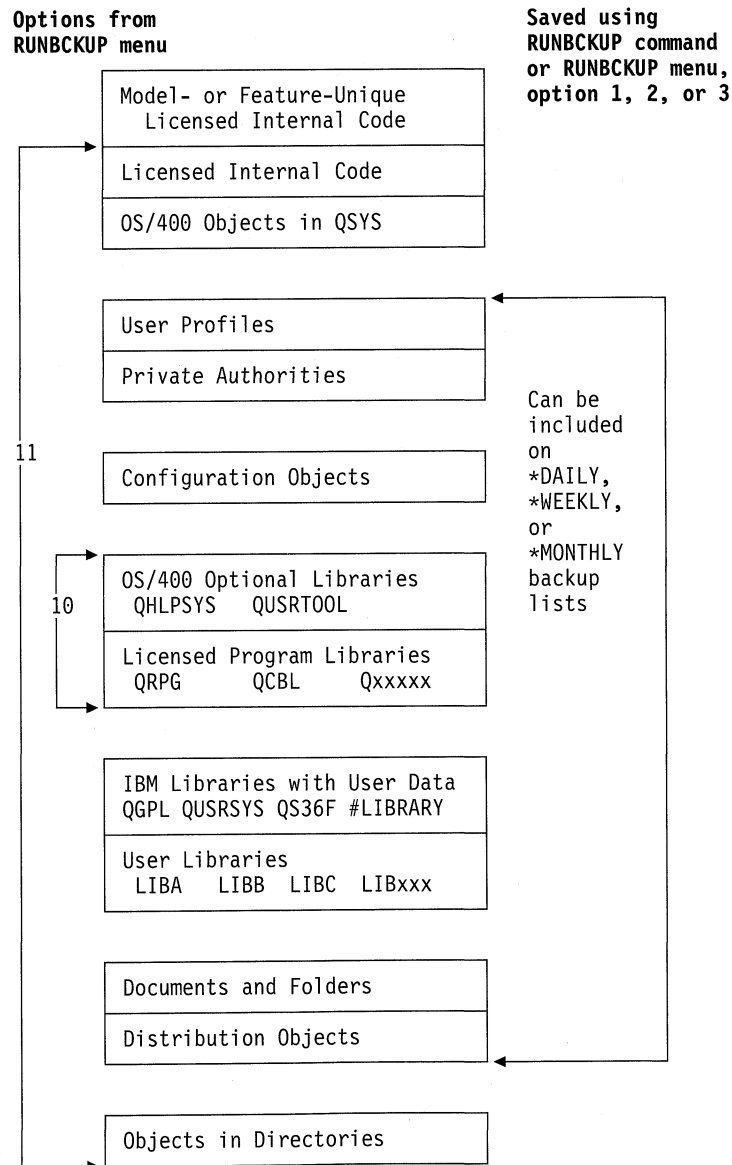 Options from
RUNBCKUP menu
Saved using
RUNBCKUP command
or RUNBCKUP menu,
option 1, 2, or 3
Model- or Feature-Unique
Licensed Internal Code
Licensed Internal Code
OS/400 Objects in QSYS
User Profiles
Private Authorities
Can be
included
on
*DAILY,
*WEEKLY,
or
*MONTHLY
backup
lists
11
Configuration Objects
10
OS/400 Optional Libraries
QHLPSYS QUSRTOOL
Licensed Program Libraries
QRPG QCBL Qxxxxx
IBM Libraries with User Data
QGPL QUSRSYS QS36F #LIBRARY
User Libraries
LIBA LIBB LIBC LIBxxx
Documents and Folders
Distribution Objects
Objects in Directories